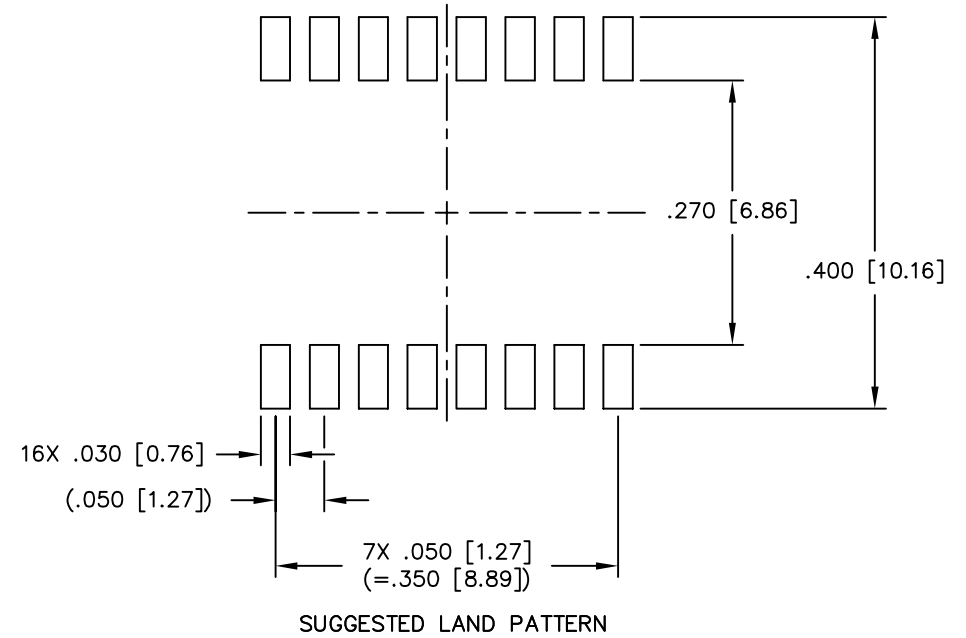 .270 [6.86]
.400 [10.16]
16X .030 [0.76]
(.050 [1.27])
7X .050 [1.27]
(=.350 [8.89])
SUGGESTED LAND PATTERN